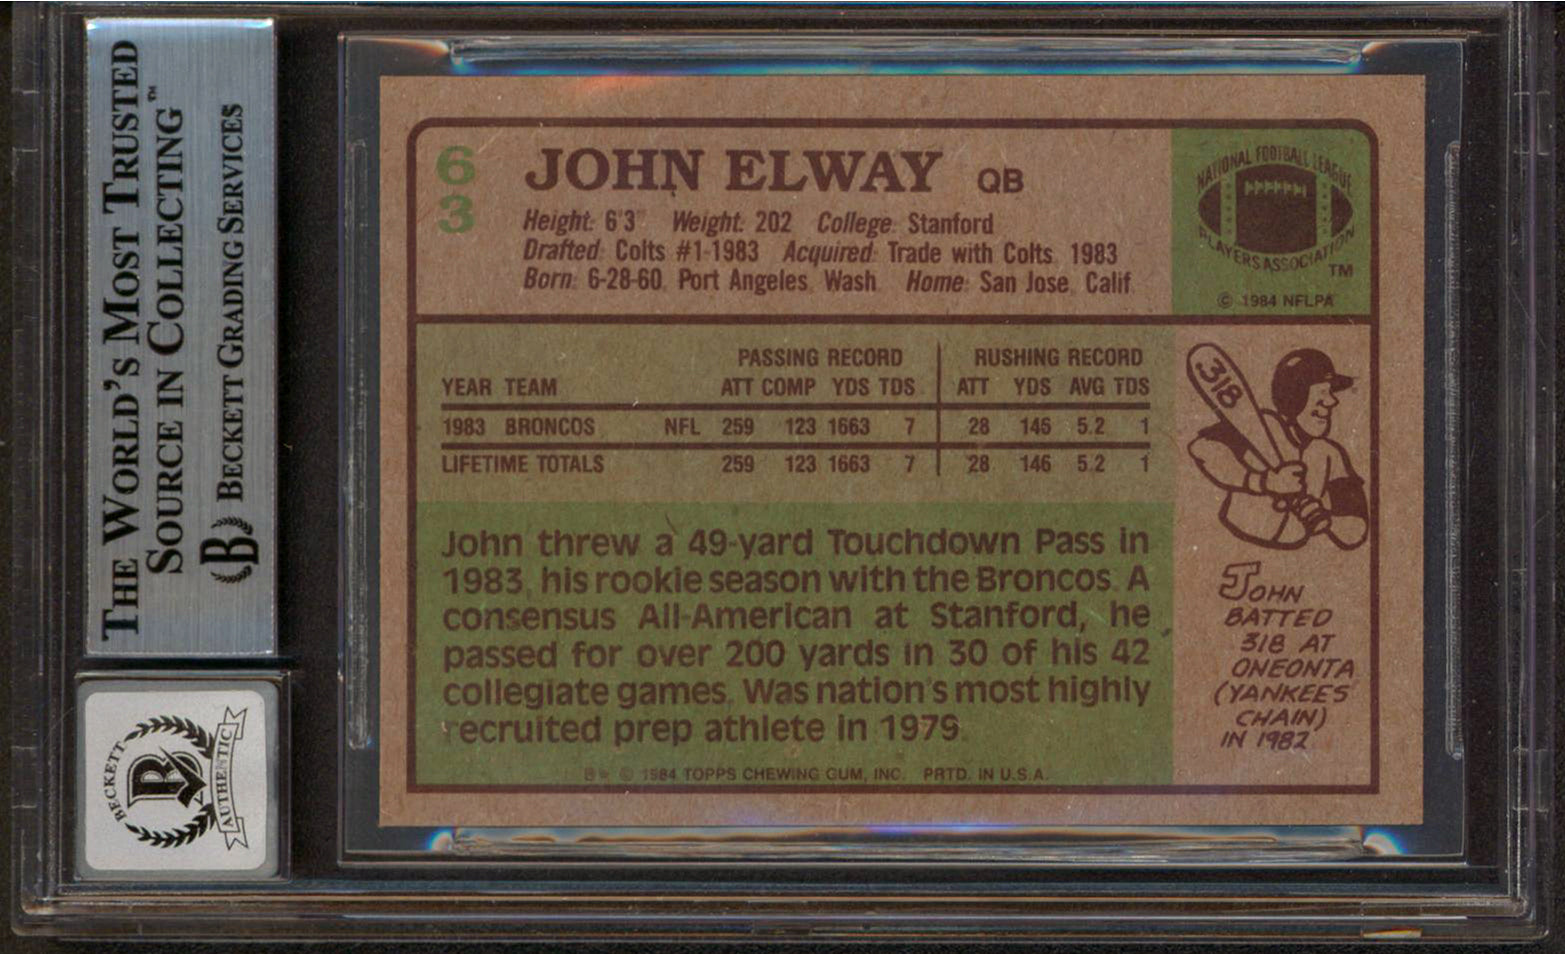 THE WORLD'S MOST TRUSTED
SOURCE IN COLLECTING™
B BECKETT GRADING SERVICES
BECKETT
B
AUTHENTIC
63
JOHN ELWAY QB
Height: 6'3" Weight: 202 College: Stanford
Drafted: Colts #1-1983 Acquired: Trade with Colts, 1983
Born: 6-28-60, Port Angeles, Wash. Home: San Jose, Calif.
NATIONAL FOOTBALL LEAGUE
PLAYERS ASSOCIATION
TM
© 1984 NFLPA
PASSING RECORD RUSHING RECORD
YEAR TEAM ATT COMP YDS TDS ATT YDS AVG TDS
1983 BRONCOS NFL 259 123 1663 7 28 146 5.2 1
LIFETIME TOTALS 259 123 1663 7 28 146 5.2 1
John threw a 49-yard Touchdown Pass in
1983, his rookie season with the Broncos. A
consensus All-American at Stanford, he
passed for over 200 yards in 30 of his 42
collegiate games. Was nation's most highly
recruited prep athlete in 1979.
B* © 1984 TOPPS CHEWING GUM, INC. PRTD. IN U.S.A.
318
JOHN
BATTED
318 AT
ONEONTA
(YANKEES'
CHAIN)
IN 1982